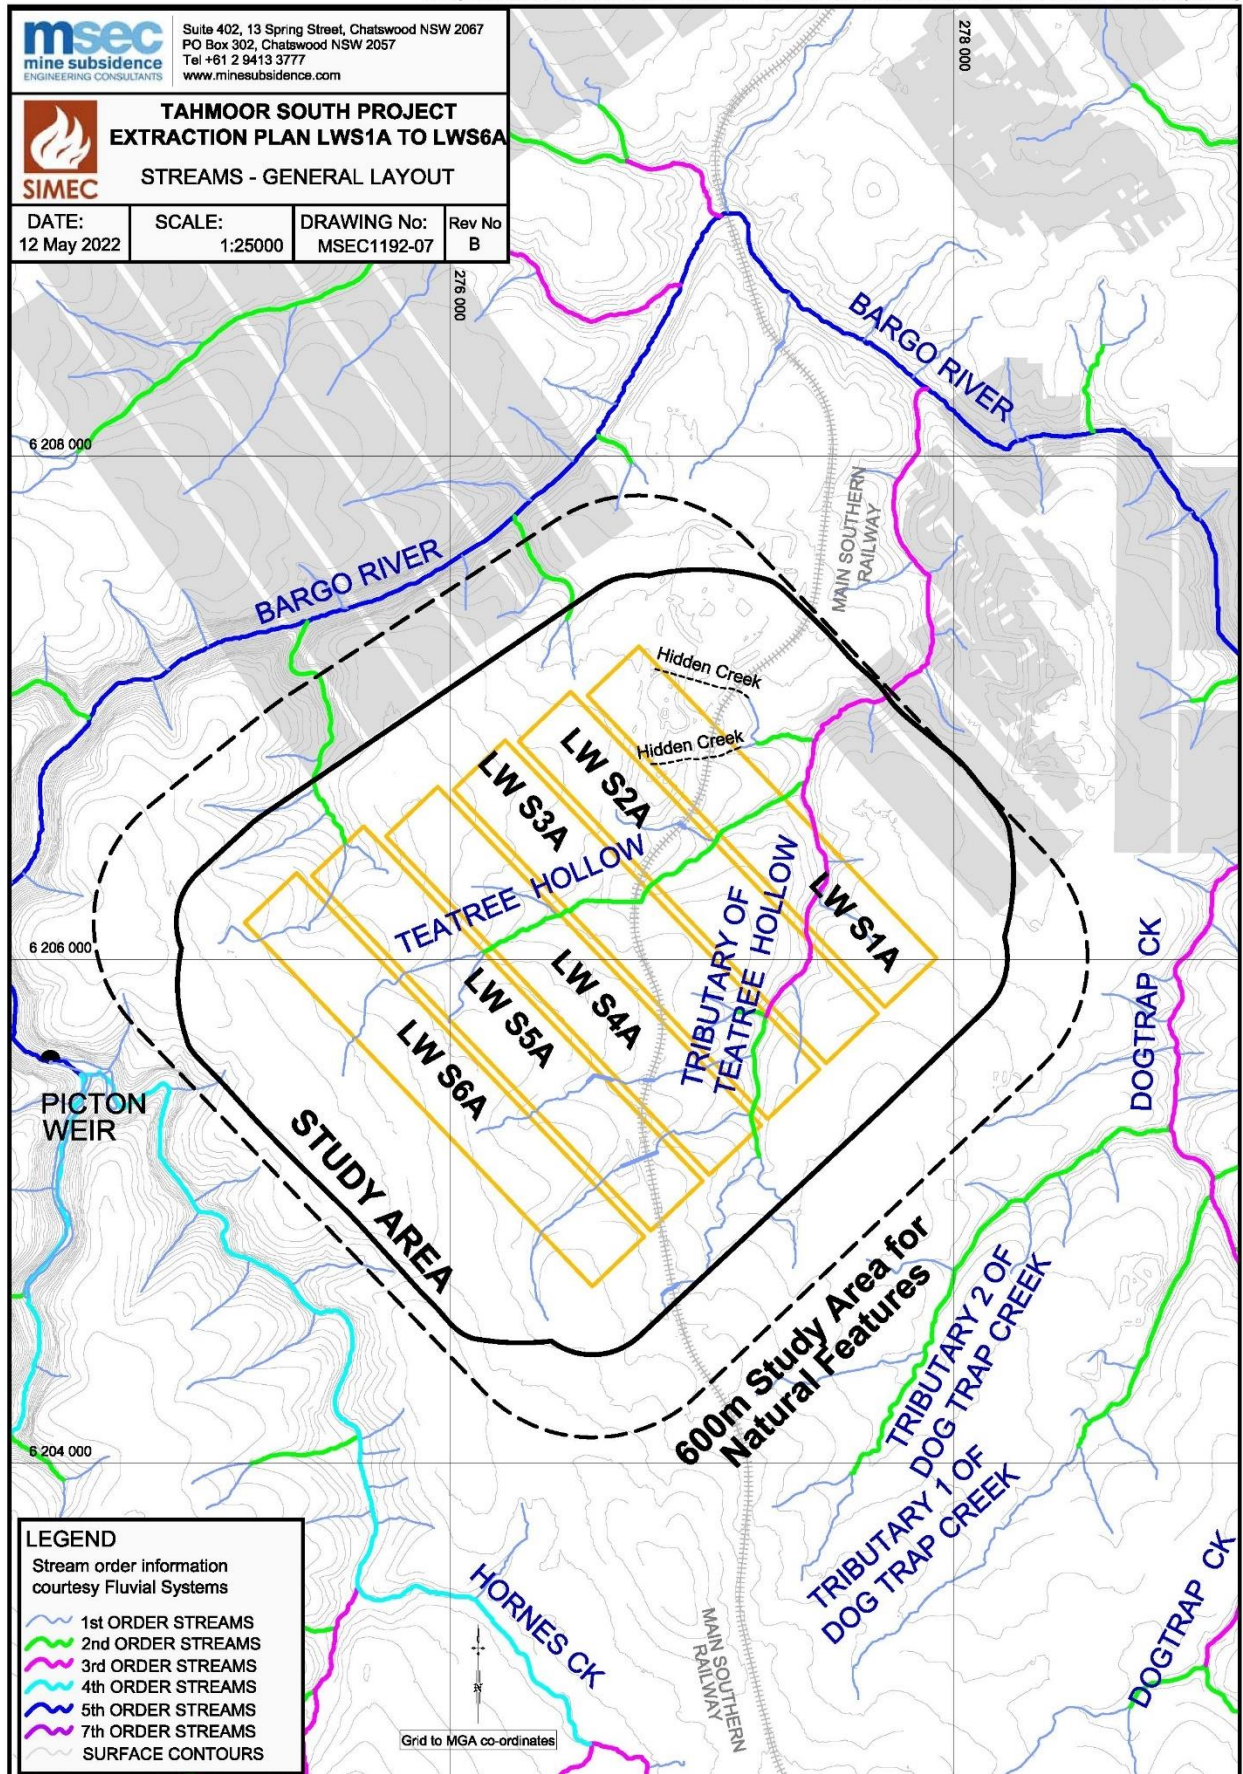 msec
mine subsidence
ENGINEERING CONSULTANTS
Suite 402, 13 Spring Street, Chatswood NSW 2067
PO Box 302, Chatswood NSW 2057
Tel +61 2 9413 3777
www.minesubsidence.com
SIMEC
TAHMOOR SOUTH PROJECT
EXTRACTION PLAN LWS1A TO LWS6A
STREAMS - GENERAL LAYOUT
DATE:
12 May 2022
SCALE:
1:25000
DRAWING No:
MSEC1192-07
Rev No
B
278 000
276 000
BARGO RIVER
6 208 000
MAIN SOUTHERN
RAILWAY
BARGO RIVER
Hidden Creek
Hidden Creek
LW S2A
LW S3A
TEATREE HOLLOW
LW S1A
TRIBUTARY OF
TEATREE HOLLOW
6 206 000
LW S4A
LW S5A
LW S6A
DOGTRAP CK
PICTON
WEIR
STUDY AREA
600m Study Area for
Natural Features
TRIBUTARY 2 OF
DOG TRAP CREEK
6 204 000
TRIBUTARY 1 OF
DOG TRAP CREEK
HORNES CK
MAIN SOUTHERN
RAILWAY
DOGTRAP CK
N
Grid to MGA co-ordinates
LEGEND
Stream order information
courtesy Fluvial Systems
1st ORDER STREAMS
2nd ORDER STREAMS
3rd ORDER STREAMS
4th ORDER STREAMS
5th ORDER STREAMS
7th ORDER STREAMS
SURFACE CONTOURS